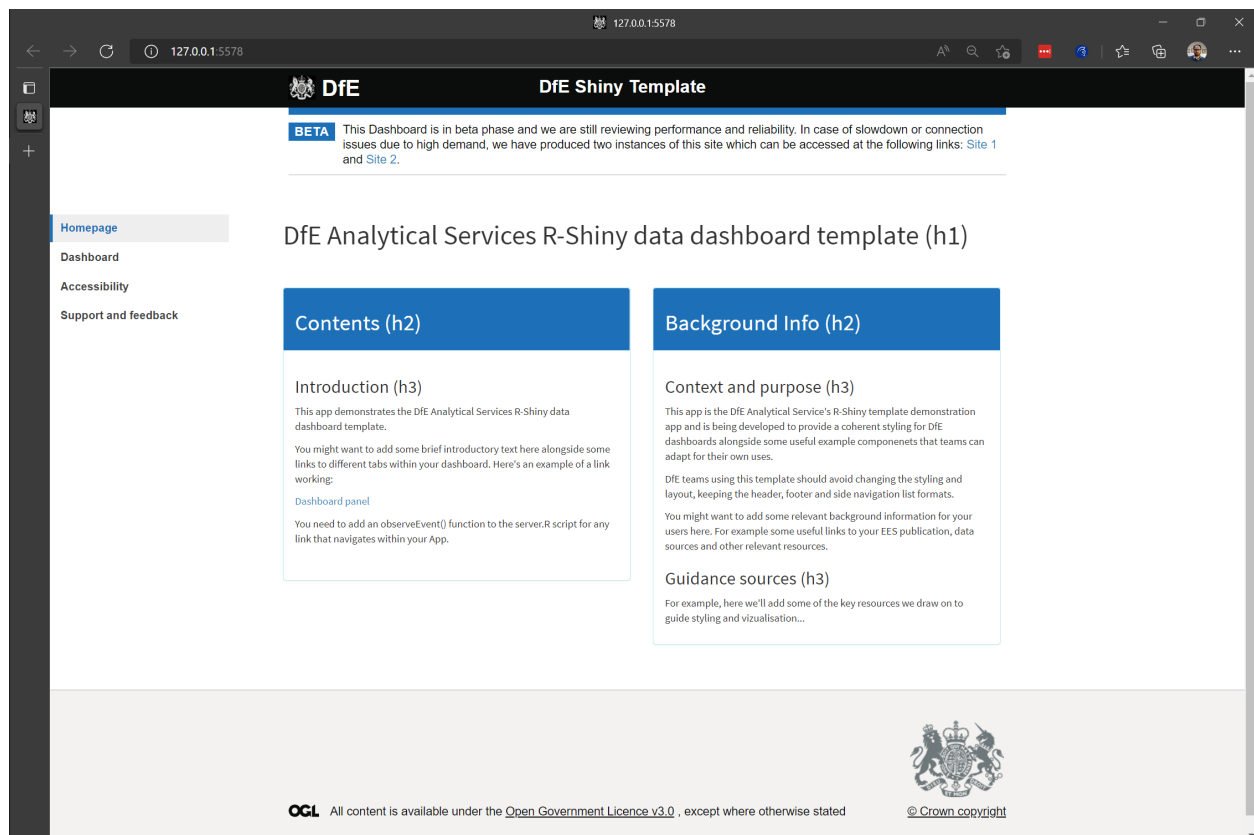 127.0.0.1:5578
127.0.0.1:5578
DfE
DfE Shiny Template
BETA
This Dashboard is in beta phase and we are still reviewing performance and reliability. In case of slowdown or connection
issues due to high demand, we have produced two instances of this site which can be accessed at the following links: Site 1
and Site 2.
Homepage
Dashboard
Accessibility
Support and feedback
DfE Analytical Services R-Shiny data dashboard template (h1)
Contents (h2)
Introduction (h3)
This app demonstrates the DfE Analytical Services R-Shiny data
dashboard template.
You might want to add some brief introductory text here alongside some
links to different tabs within your dashboard. Here's an example of a link
working:
Dashboard panel
You need to add an observeEvent() function to the server.R script for any
link that navigates within your App.
Background Info (h2)
Context and purpose (h3)
This app is the DfE Analytical Service's R-Shiny template demonstration
app and is being developed to provide a coherent styling for DfE
dashboards alongside some useful example componenets that teams can
adapt for their own uses.
DfE teams using this template should avoid changing the styling and
layout, keeping the header, footer and side navigation list formats.
You might want to add some relevant background information for your
users here. For example some useful links to your EES publication, data
sources and other relevant resources.
Guidance sources (h3)
For example, here we'll add some of the key resources we draw on to
guide styling and vizualisation...
OGL All content is available under the Open Government Licence v3.0 , except where otherwise stated
© Crown copyright